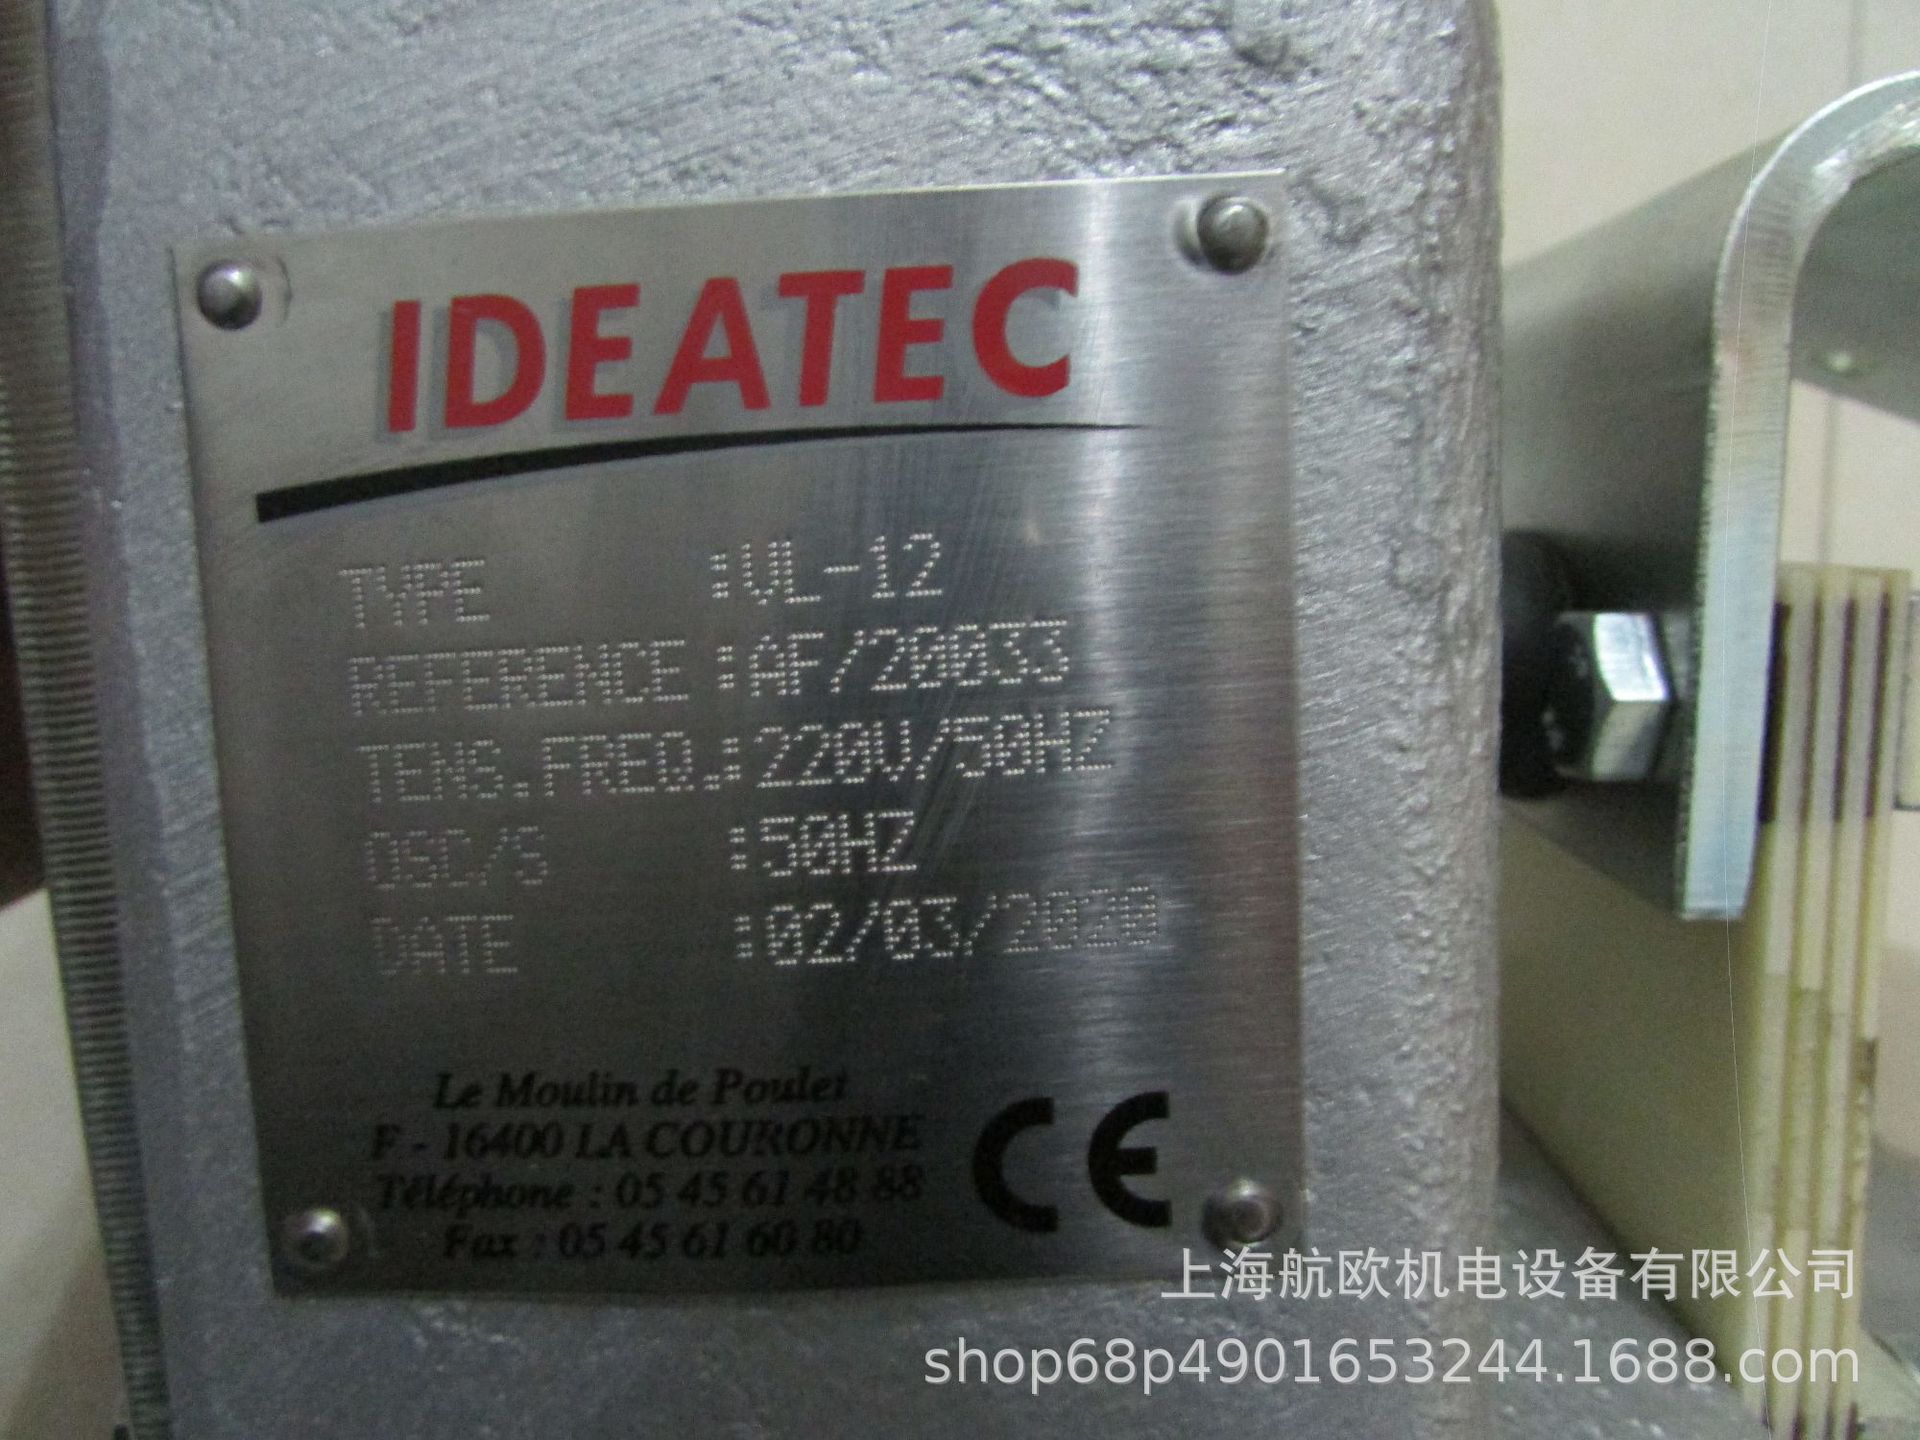 IDEATEC
TYPE :VL-12
REFERENCE :AF/20033
TENS.FREQ.:220V/50HZ
OSC/S :50HZ
DATE :02/03/2020
Le Moulin de Poulet
F - 16400 LA COURONNE
Téléphone : 05 45 61 48 88
Fax : 05 45 61 60 80
CE
上海航欧机电设备有限公司
shop68p4901653244.1688.com